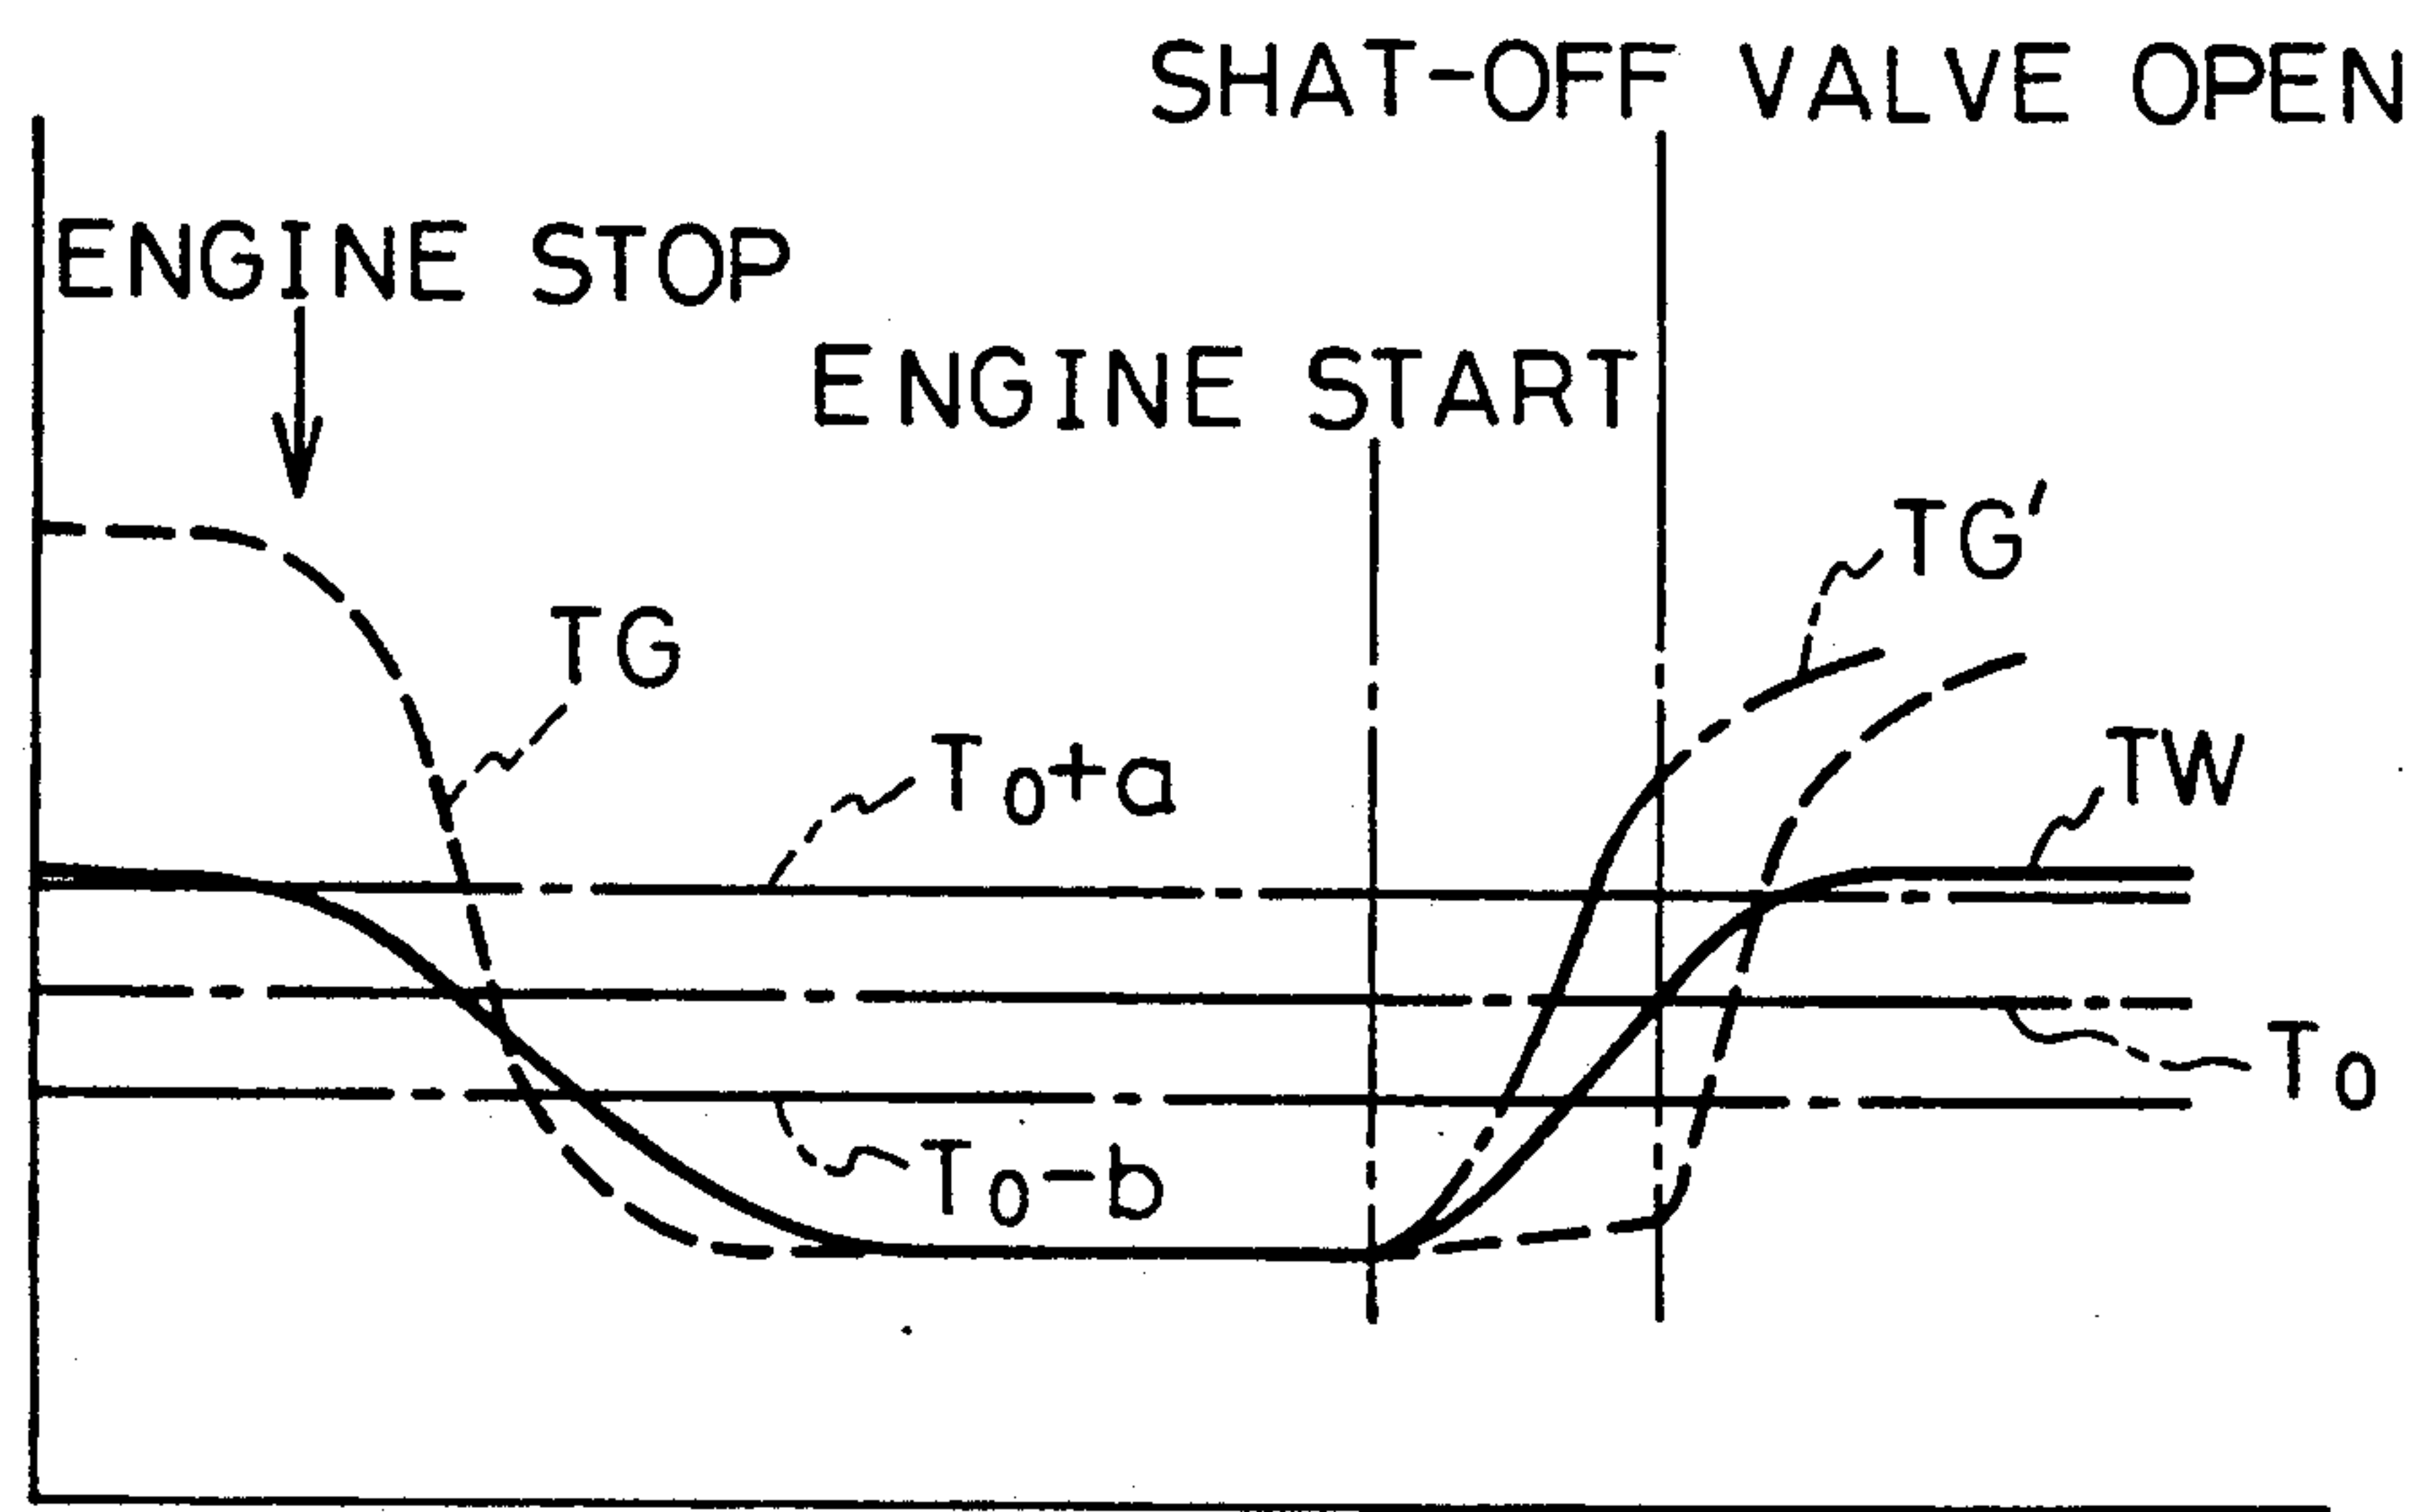 SHAT-OFF VALVE OPEN
ENGINE STOP
ENGINE START
TG'
TG
T0+a
TW
T0
T0-b